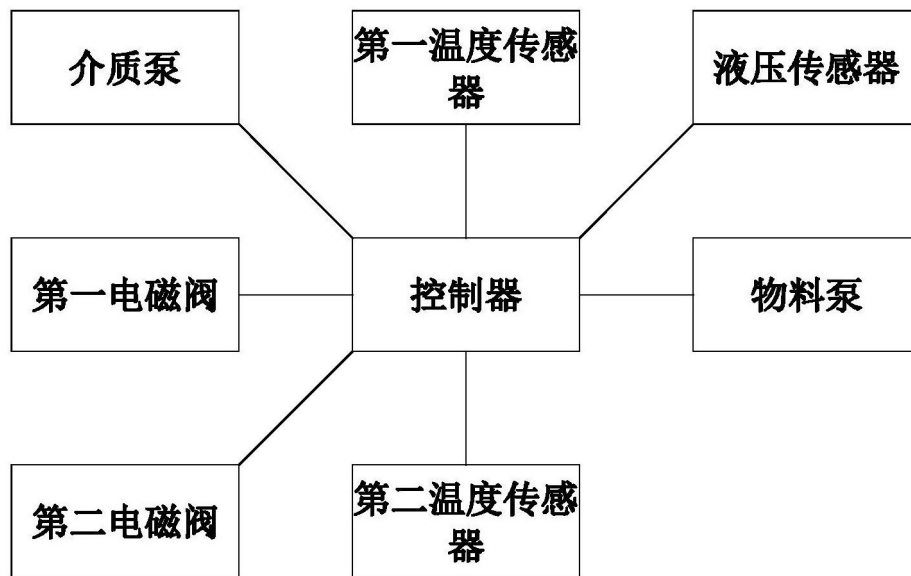 介质泵
第一温度传感
器
液压传感器
第一电磁阀
控制器
物料泵
第二电磁阀
第二温度传感
器